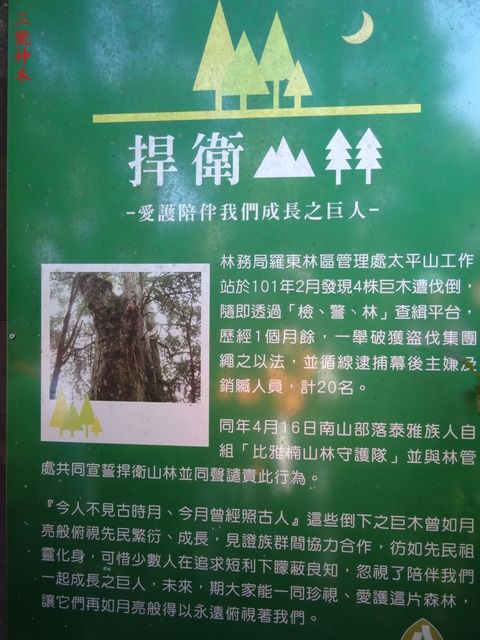 三號神木
捍衛
-愛護陪伴我們成長之巨人-
林務局羅東林區管理處太平山工作
站於101年2月發現4株巨木遭伐倒，
隨即透過「檢、警、林」查緝平台，
歷經1個月餘，一舉破獲盜伐集團
繩之以法，並循線逮捕幕後主嫌及
銷贓人員，計20名。
同年4月16日南山部落泰雅族人自
組「比雅楠山林守護隊」並與林管
處共同宣誓捍衛山林並同聲譴責此行為。
『今人不見古時月、今月曾經照古人』這些倒下之巨木曾如月
亮般俯視先民繁衍、成長，見證族群間協力合作，彷如先民祖
靈化身，可惜少數人在追求短利下矇蔽良知，忽視了陪伴我們
一起成長之巨人，未來，期大家能一同珍視、愛護這片森林，
讓它們再如月亮般得以永遠俯視著我們。